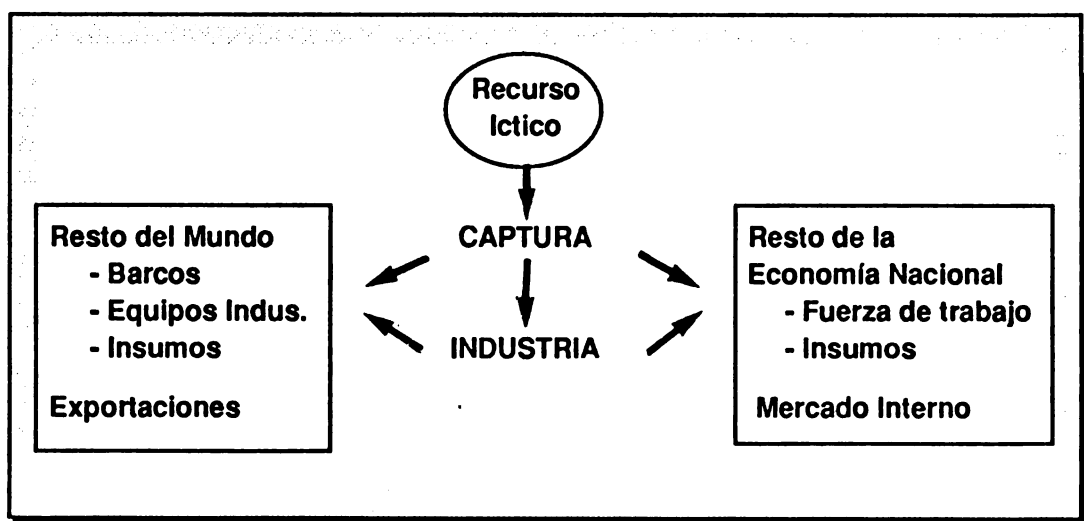 Recurso
Ictico
CAPTURA
INDUSTRIA
Resto del Mundo
- Barcos
- Equipos Indus.
- Insumos
Exportaciones
Resto de la
Economía Nacional
- Fuerza de trabajo
- Insumos
Mercado Interno